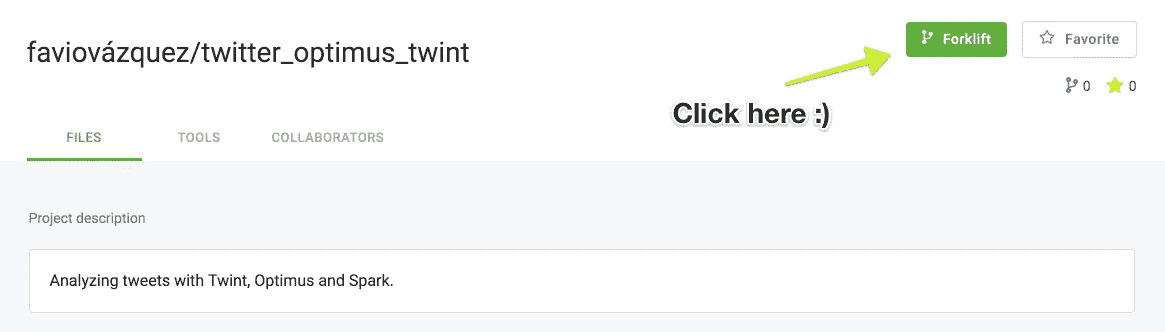 faviovázquez/twitter_optimus_twint
Forklift
Favorite
0
0
Click here :)
FILES
TOOLS
COLLABORATORS
Project description
Analyzing tweets with Twint, Optimus and Spark.